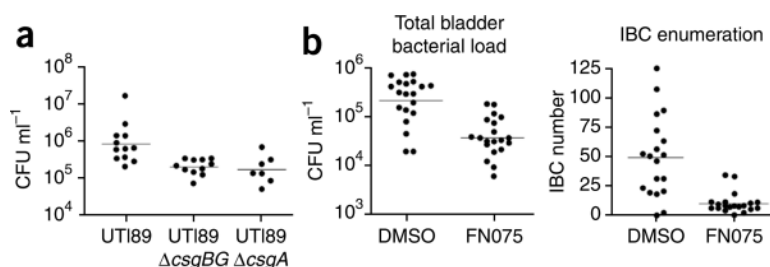 a
CFU ml⁻¹
10⁸
10⁷
10⁶
10⁵
10⁴
UTI89
UTI89
ΔcsgBG
UTI89
ΔcsgA
b
Total bladder
bacterial load
CFU ml⁻¹
10⁶
10⁵
10⁴
10³
DMSO
FN075
IBC enumeration
IBC number
125
100
75
50
25
0
DMSO
FN075